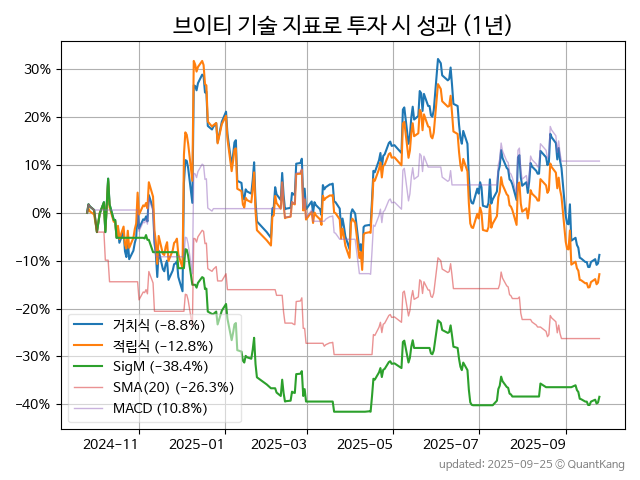 브이티 기술 지표로 투자 시 성과 (1년)
30%
20%
10%
0%
−10%
−20%
−30%
−40%
거치식 (−8.8%)
적립식 (−12.8%)
SigM (−38.4%)
SMA(20) (−26.3%)
MACD (10.8%)
2024-11 2025-01 2025-03 2025-05 2025-07 2025-09
updated: 2025-09-25 © QuantKang